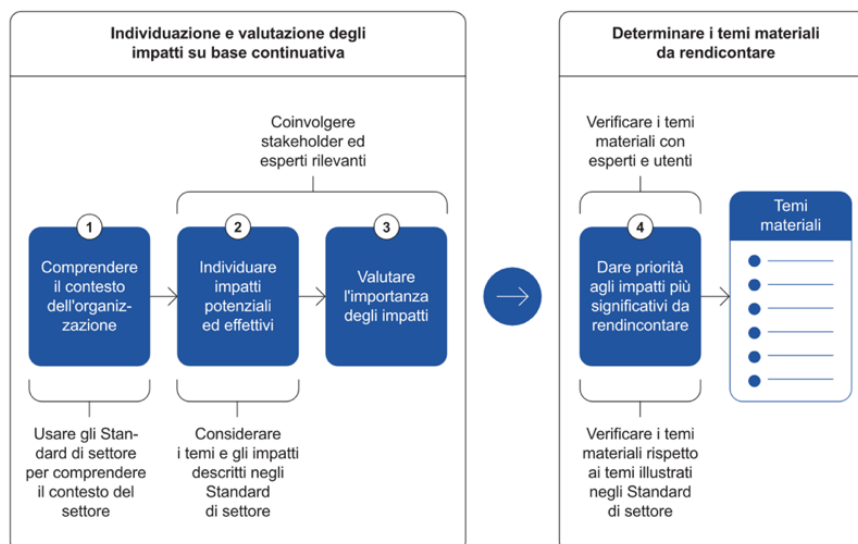 Individuazione e valutazione degli
impatti su base continuativa
Coinvolgere
stakeholder ed
esperti rilevanti
1
Comprendere
il contesto
dell'organiz-
zazione
2
Individuare
impatti
potenziali
ed effettivi
3
Valutare
l'importanza
degli impatti
Usare gli Stan-
dard di settore
per comprendere
il contesto del
settore
Considerare
i temi e gli impatti
descritti negli
Standard
di settore
Determinare i temi materiali
da rendicontare
Verificare i temi
materiali con
esperti e utenti
4
Dare priorità
agli impatti più
significativi da
rendincontare
Temi
materiali
Verificare i temi
materiali rispetto
ai temi illustrati
negli Standard
di settore